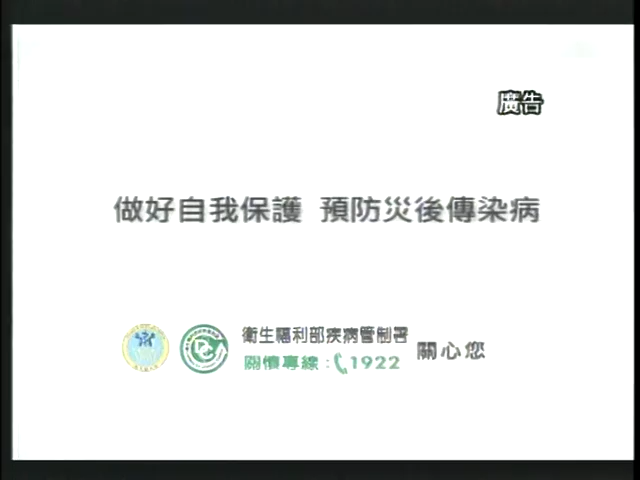 廣告
做好自我保護 預防災後傳染病
衛生福利部疾病管制署
關懷專線:1922
關心您